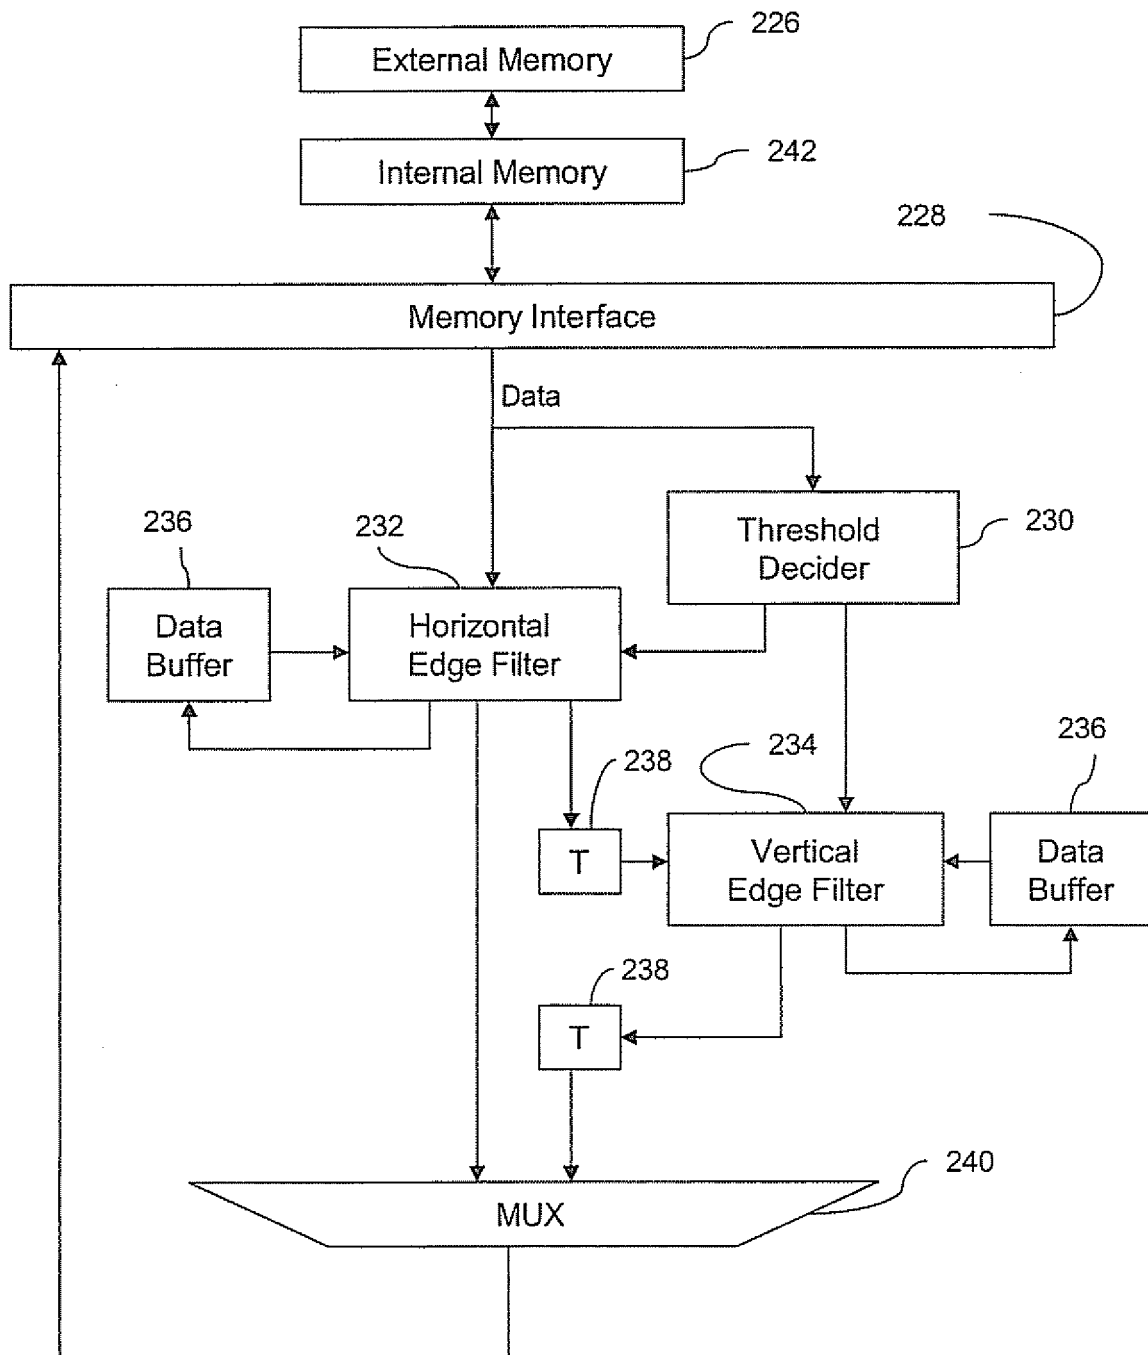 226
External Memory
242
Internal Memory
228
Memory Interface
Data
236
232
Threshold
Decider
230
Data
Buffer
Horizontal
Edge Filter
238
234
236
T
Vertical
Edge Filter
Data
Buffer
238
T
240
MUX